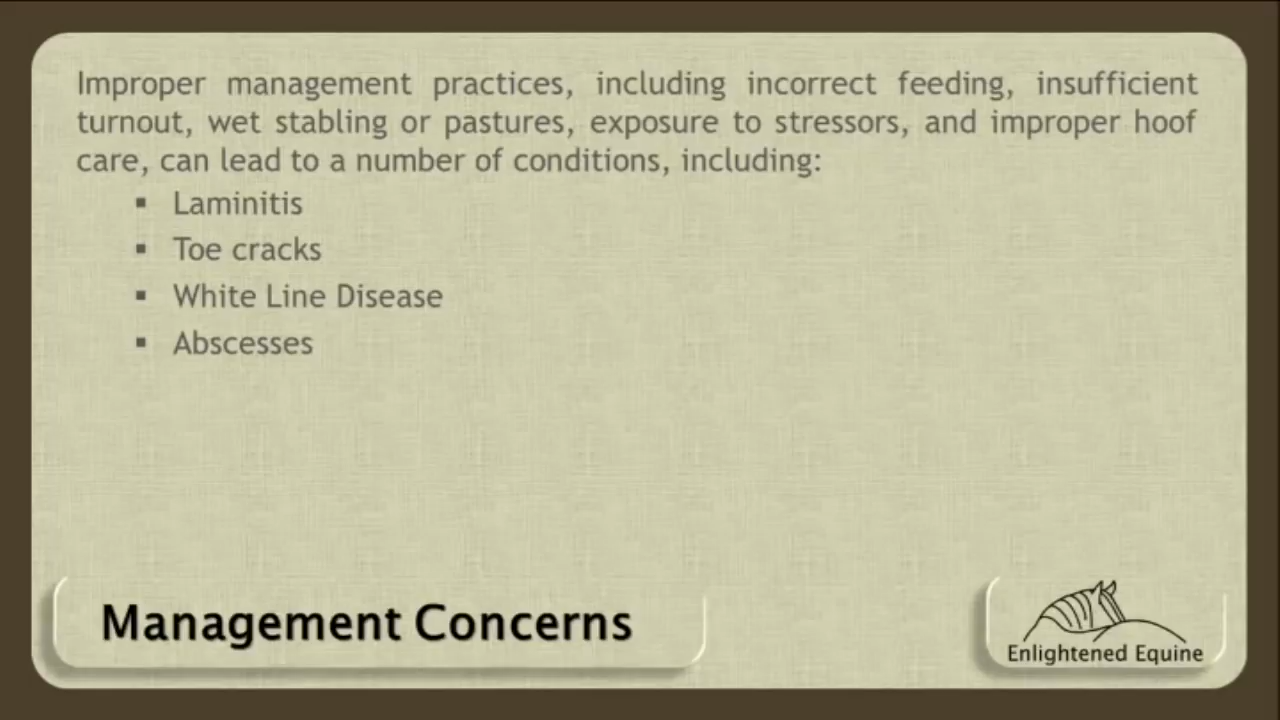 Improper management practices, including incorrect feeding, insufficient
turnout, wet stabling or pastures, exposure to stressors, and improper hoof
care, can lead to a number of conditions, including:
▪ Laminitis
▪ Toe cracks
▪ White Line Disease
▪ Abscesses
Management Concerns
Enlightened Equine